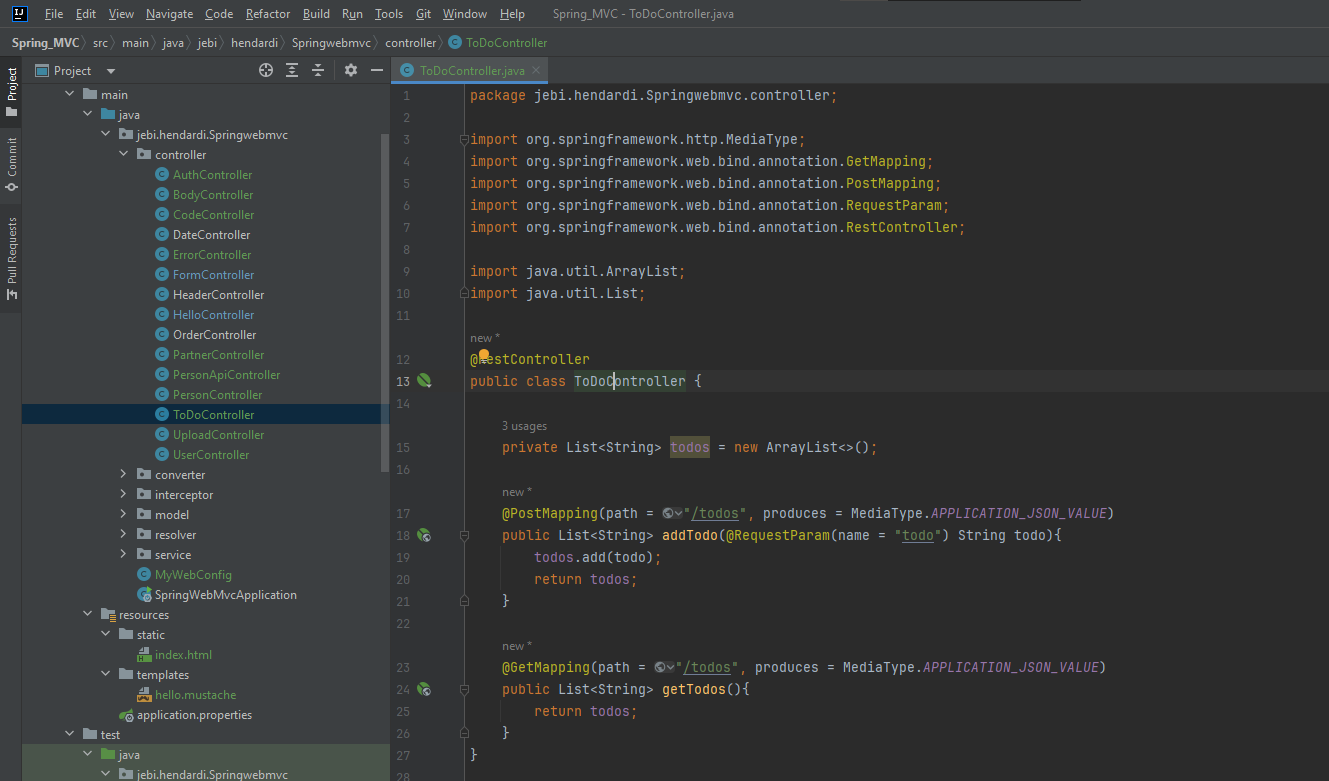 File Edit View Navigate Code Refactor Build Run Tools Git Window Help Spring_MVC - ToDoController.java
Spring_MVC src main java jebi hendardi Springwebmvc controller ToDoController
Project
Commit
Pull Requests
Project
main
java
jebi.hendardi.Springwebmvc
controller
AuthController
BodyController
CodeController
DateController
ErrorController
FormController
HeaderController
HelloController
OrderController
PartnerController
PersonApiController
PersonController
ToDoController
UploadController
UserController
converter
interceptor
model
resolver
service
MyWebConfig
SpringWebMvcApplication
resources
static
index.html
templates
hello.mustache
application.properties
test
java
jebi.hendardi.Springwebmvc
ToDoController.java
1 package jebi.hendardi.Springwebmvc.controller;
2
3 import org.springframework.http.MediaType;
4 import org.springframework.web.bind.annotation.GetMapping;
5 import org.springframework.web.bind.annotation.PostMapping;
6 import org.springframework.web.bind.annotation.RequestParam;
7 import org.springframework.web.bind.annotation.RestController;
8
9 import java.util.ArrayList;
10 import java.util.List;
11
new *
12 @RestController
13 public class ToDoController {
14
3 usages
15 private List<String> todos = new ArrayList<>();
16
new *
17 @PostMapping(path = "/todos", produces = MediaType.APPLICATION_JSON_VALUE)
18 public List<String> addTodo(@RequestParam(name = "todo") String todo){
19 todos.add(todo);
20 return todos;
21 }
22
new *
23 @GetMapping(path = "/todos", produces = MediaType.APPLICATION_JSON_VALUE)
24 public List<String> getTodos(){
25 return todos;
26 }
27 }
28